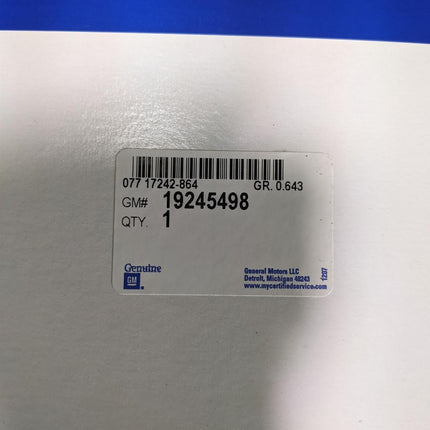 077 17242-864 GR. 0.643
GM# 19245498
QTY. 1
Genuine
GM
General Motors LLC
Detroit, Michigan 48243
www.mycertifiedservice.com
1207